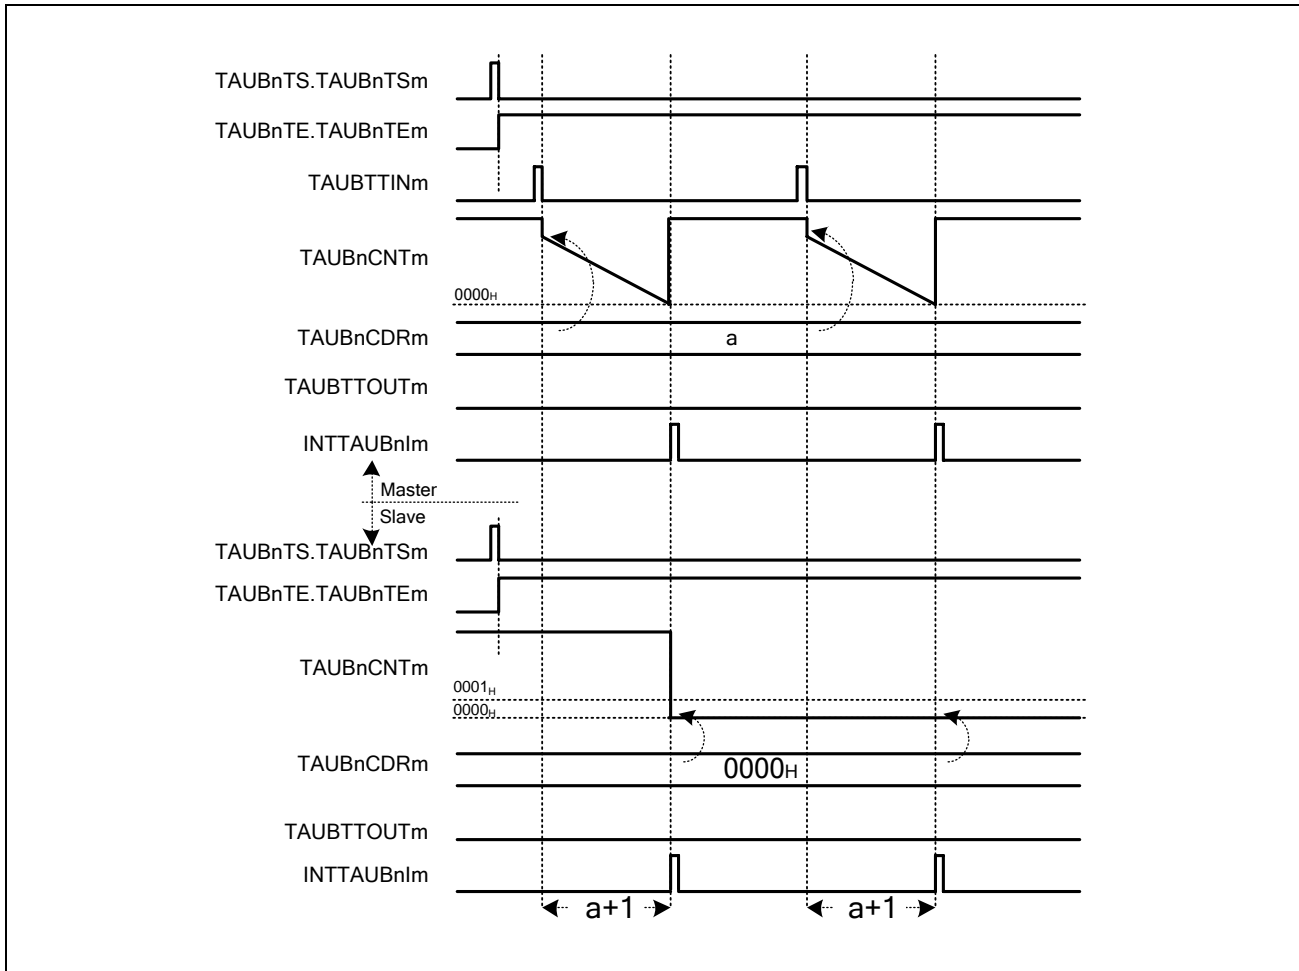 TAUBnTS.TAUBnTSm
TAUBnTE.TAUBnTEm
TAUBTTINm
TAUBnCNTm
0000H
TAUBnCDRm
a
TAUBTTOUTm
INTTAUBnIm
Master
Slave
TAUBnTS.TAUBnTSm
TAUBnTE.TAUBnTEm
TAUBnCNTm
0001H
0000H
TAUBnCDRm
0000H
TAUBTTOUTm
INTTAUBnIm
a+1 a+1